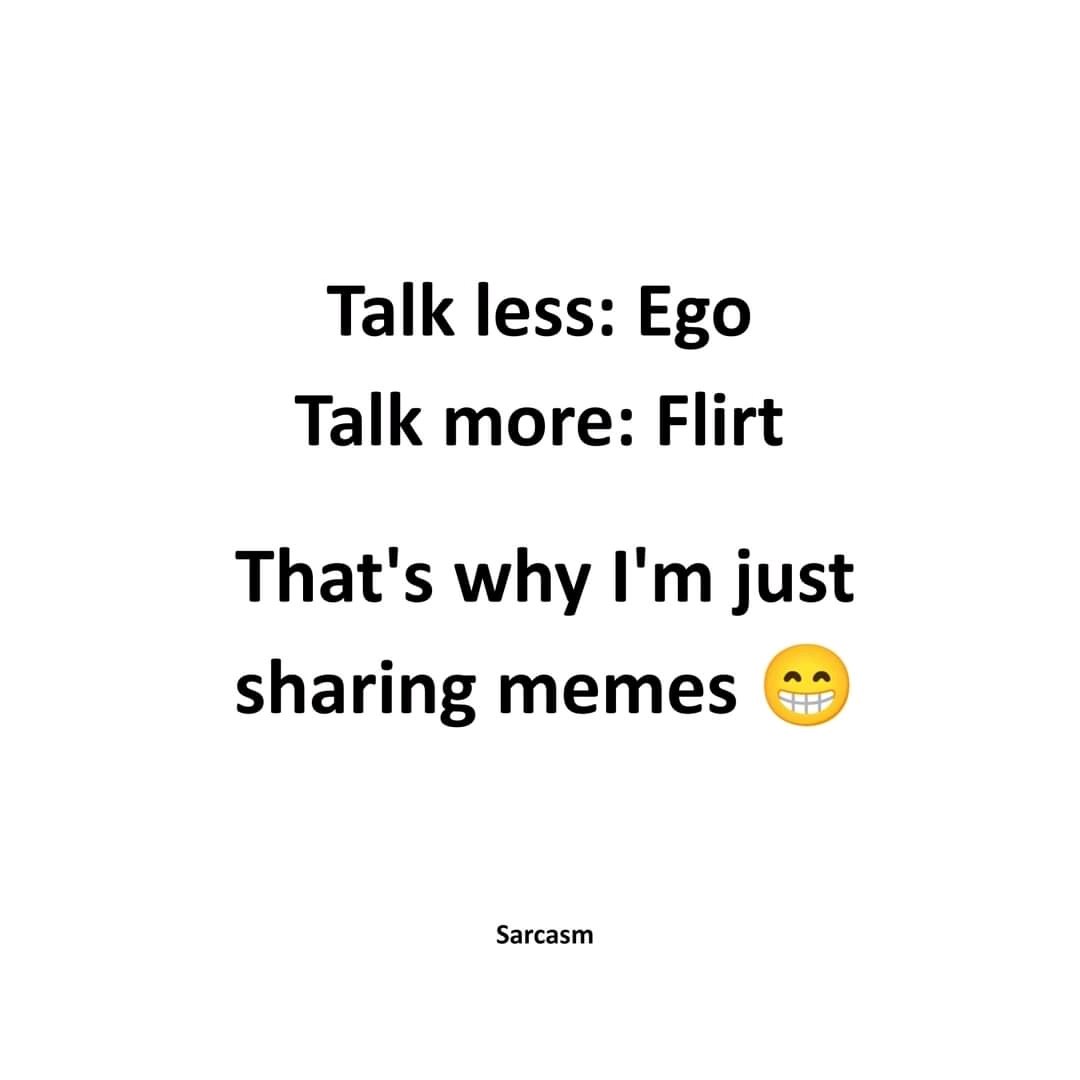 Talk less: Ego
Talk more: Flirt
That's why I'm just
sharing memes 😁
Sarcasm